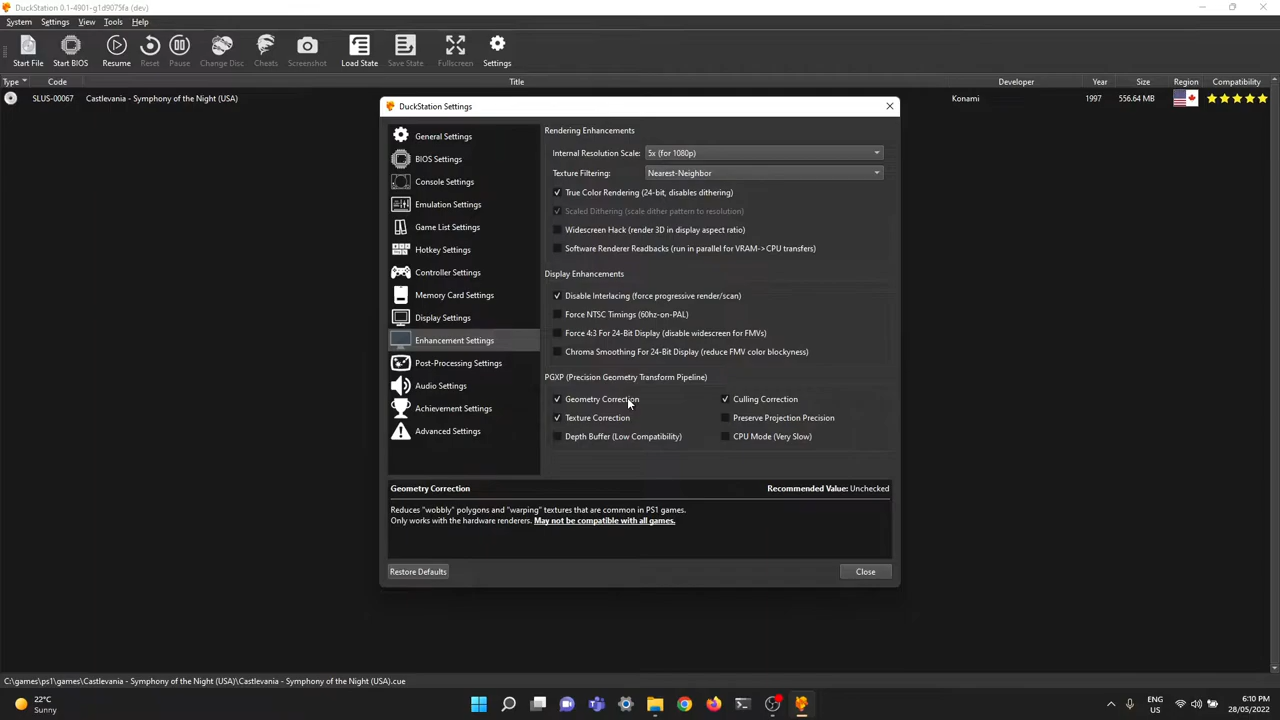 DuckStation 0.1-4901-g1d9075fa (dev)
System Settings View Tools Help
Start File Start BIOS Resume Reset Pause Change Disc Cheats Screenshot Load State Save State Fullscreen Settings
Type Code Title Developer Year Size Region Compatibility
SLUS-00067 Castlevania - Symphony of the Night (USA) Konami 1997 556.64 MB
DuckStation Settings
General Settings
BIOS Settings
Console Settings
Emulation Settings
Game List Settings
Hotkey Settings
Controller Settings
Memory Card Settings
Display Settings
Enhancement Settings
Post-Processing Settings
Audio Settings
Achievement Settings
Advanced Settings
Rendering Enhancements
Internal Resolution Scale: 5x (for 1080p)
Texture Filtering: Nearest-Neighbor
True Color Rendering (24-bit, disables dithering)
Scaled Dithering (scale dither pattern to resolution)
Widescreen Hack (render 3D in display aspect ratio)
Software Renderer Readbacks (run in parallel for VRAM->CPU transfers)
Display Enhancements
Disable Interlacing (force progressive render/scan)
Force NTSC Timings (60hz-on-PAL)
Force 4:3 For 24-Bit Display (disable widescreen for FMVs)
Chroma Smoothing For 24-Bit Display (reduce FMV color blockyness)
PGXP (Precision Geometry Transform Pipeline)
Geometry Correction Culling Correction
Texture Correction Preserve Projection Precision
Depth Buffer (Low Compatibility) CPU Mode (Very Slow)
Geometry Correction Recommended Value: Unchecked
Reduces "wobbly" polygons and "warping" textures that are common in PS1 games.
Only works with the hardware renderers. May not be compatible with all games.
Restore Defaults Close
C:\games\ps1\games\Castlevania - Symphony of the Night (USA)\Castlevania - Symphony of the Night (USA).cue
22°C
Sunny
ENG
US
6:10 PM
28/05/2022